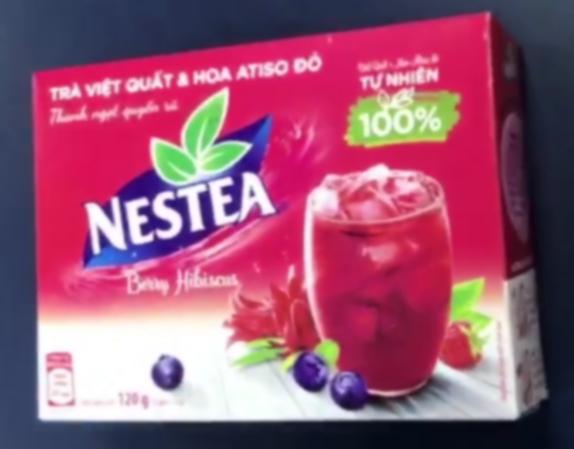 TRÀ VIỆT QUẤT & HOA ATISO ĐỎ
Thanh ngọt quyến rũ
TỰ NHIÊN
100%
NESTEA
Berry Hibiscus
120g